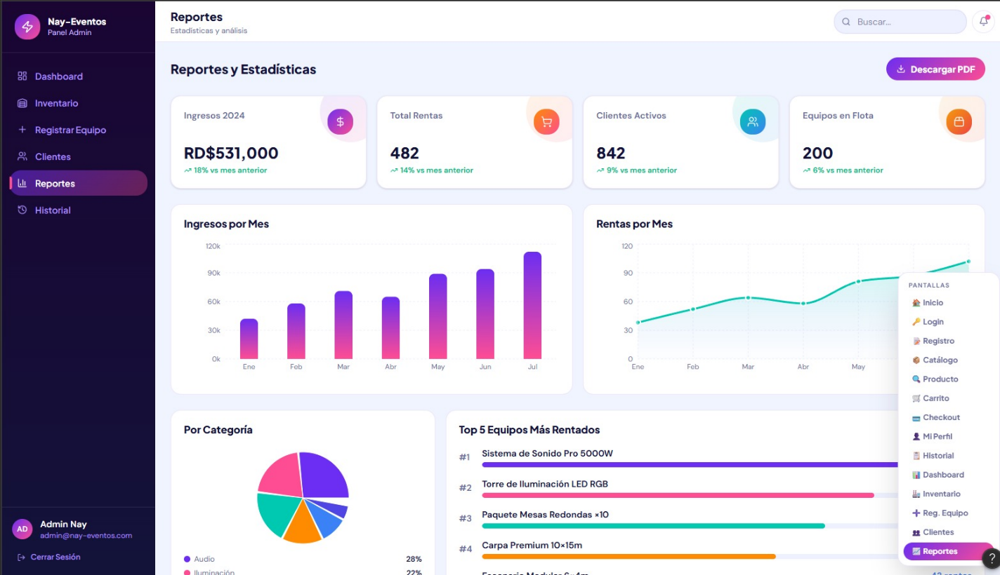 Nay-Eventos
Panel Admin
Dashboard
Inventario
Registrar Equipo
Clientes
Reportes
Historial
AD
Admin Nay
admin@nay-eventos.com
Cerrar Sesión
Reportes
Estadísticas y análisis
Buscar...
Reportes y Estadísticas
Descargar PDF
Ingresos 2024
RD$531,000
18% vs mes anterior
Total Rentas
482
14% vs mes anterior
Clientes Activos
842
9% vs mes anterior
Equipos en Flota
200
6% vs mes anterior
Ingresos por Mes
120k
90k
60k
30k
0k
Ene Feb Mar Abr May Jun Jul
Rentas por Mes
120
90
60
30
0
Ene Feb Mar Abr May
Por Categoría
Audio 28%
Iluminación 22%
Top 5 Equipos Más Rentados
#1 Sistema de Sonido Pro 5000W
#2 Torre de Iluminación LED RGB
#3 Paquete Mesas Redondas ×10
#4 Carpa Premium 10×15m
Escenario Modular 6×4m
PANTALLAS
Inicio
Login
Registro
Catálogo
Producto
Carrito
Checkout
Mi Perfil
Historial
Dashboard
Inventario
Reg. Equipo
Clientes
Reportes
?